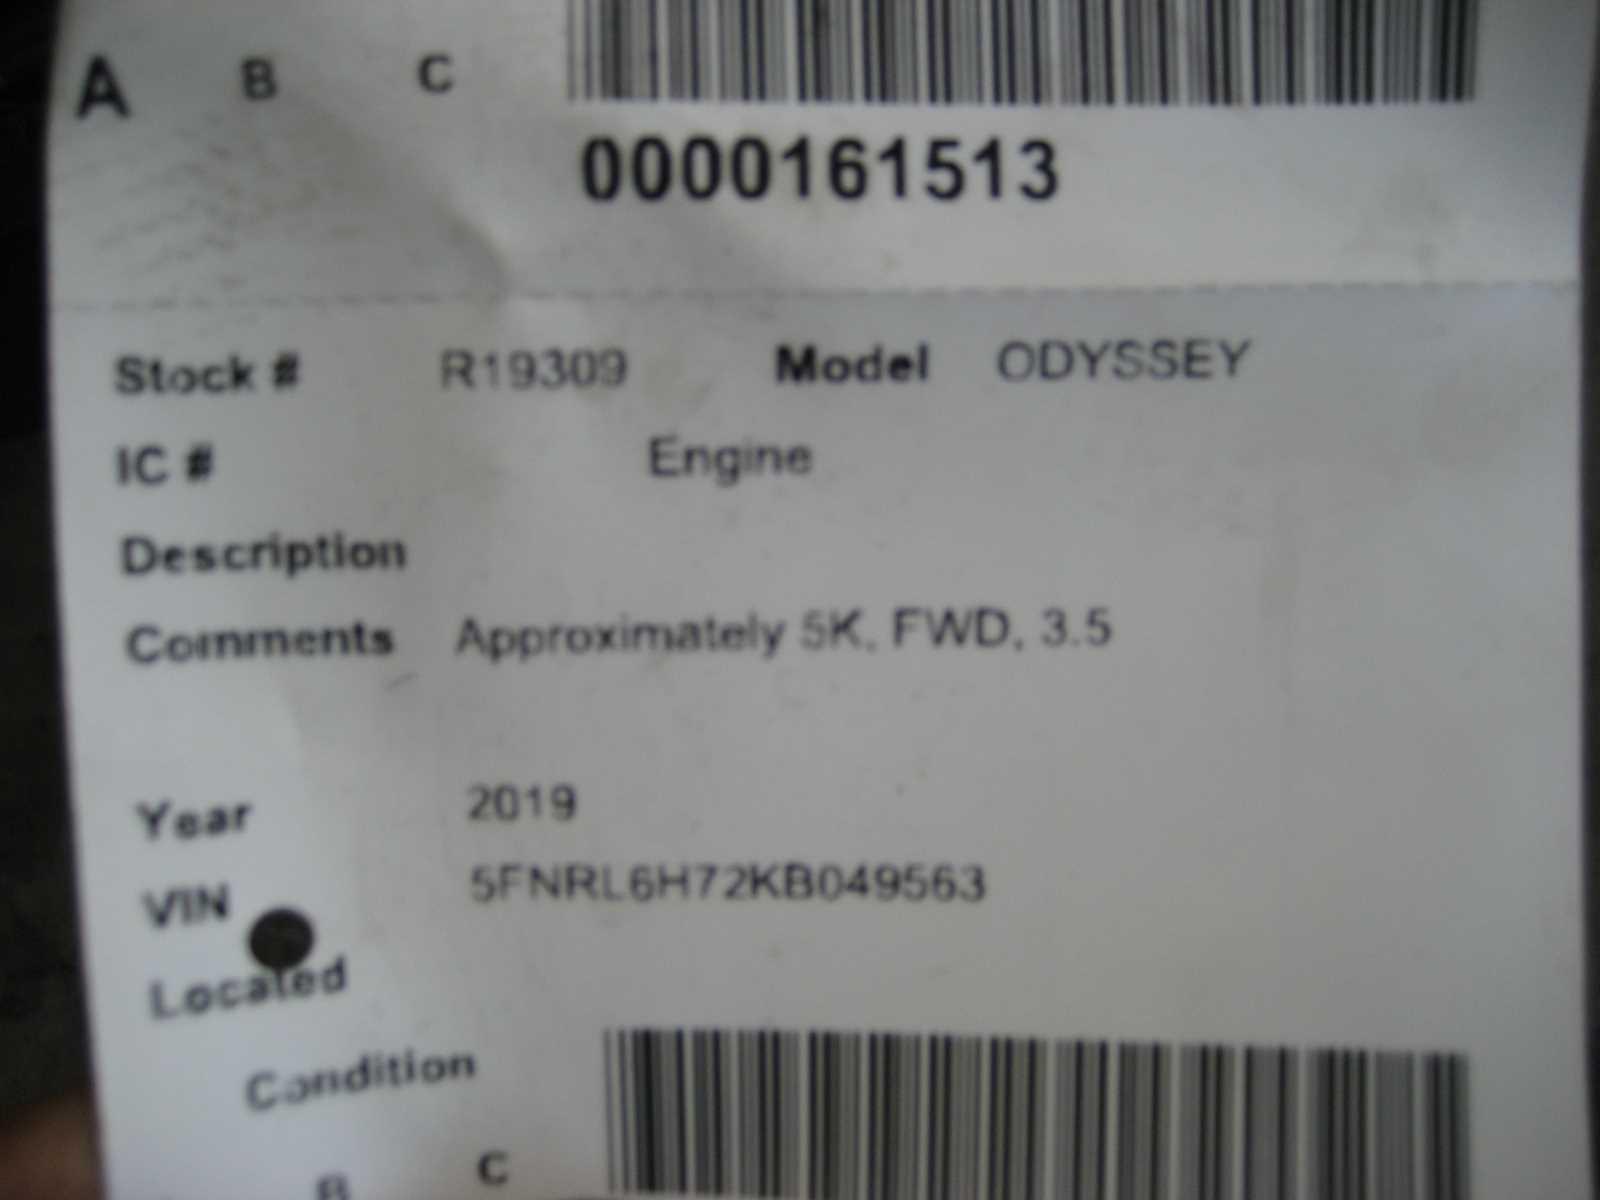 A B C
0000161513
Stock # R19309 Model ODYSSEY
IC # Engine
Description
Comments Approximately 5K, FWD, 3.5
Year 2019
VIN 5FNRL6H72KB049563
Located
Condition
B C